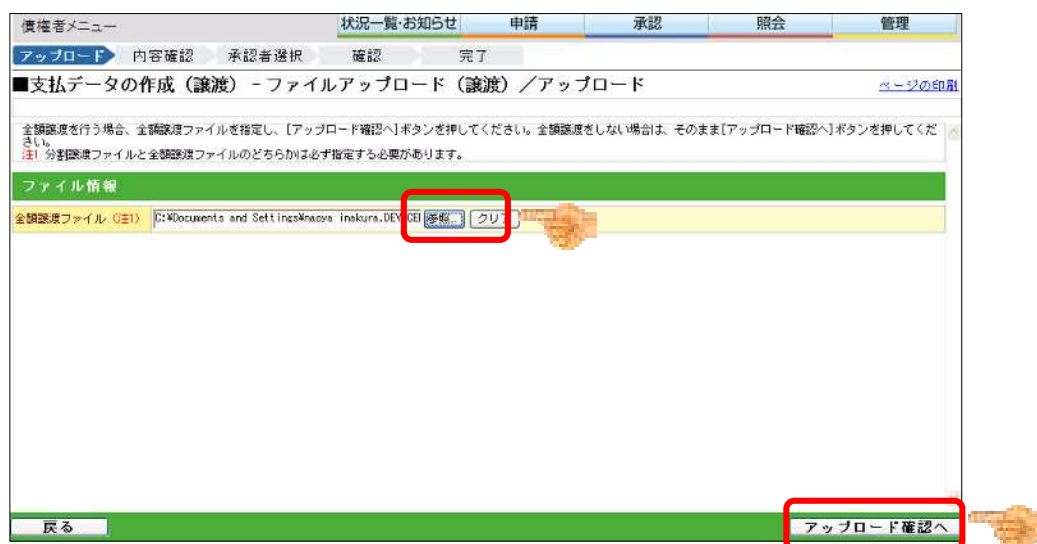 債権者メニュー
状況一覧・お知らせ 申請 承認 照会 管理
アップロード 内容確認 承認者選択 確認 完了
■支払データの作成（譲渡）－ファイルアップロード（譲渡）／アップロード
ページの印刷
全額譲渡を行う場合、全額譲渡ファイルを指定し、[アップロード確認へ]ボタンを押してください。全額譲渡をしない場合は、そのまま[アップロード確認へ]ボタンを押してくだ
さい。
注1 分割譲渡ファイルと全額譲渡ファイルのどちらかは必ず指定する必要があります。
ファイル情報
全額譲渡ファイル（注1） C:¥Documents and Settings¥naoya inakura.DEV 参照... クリア
戻る
アップロード確認へ